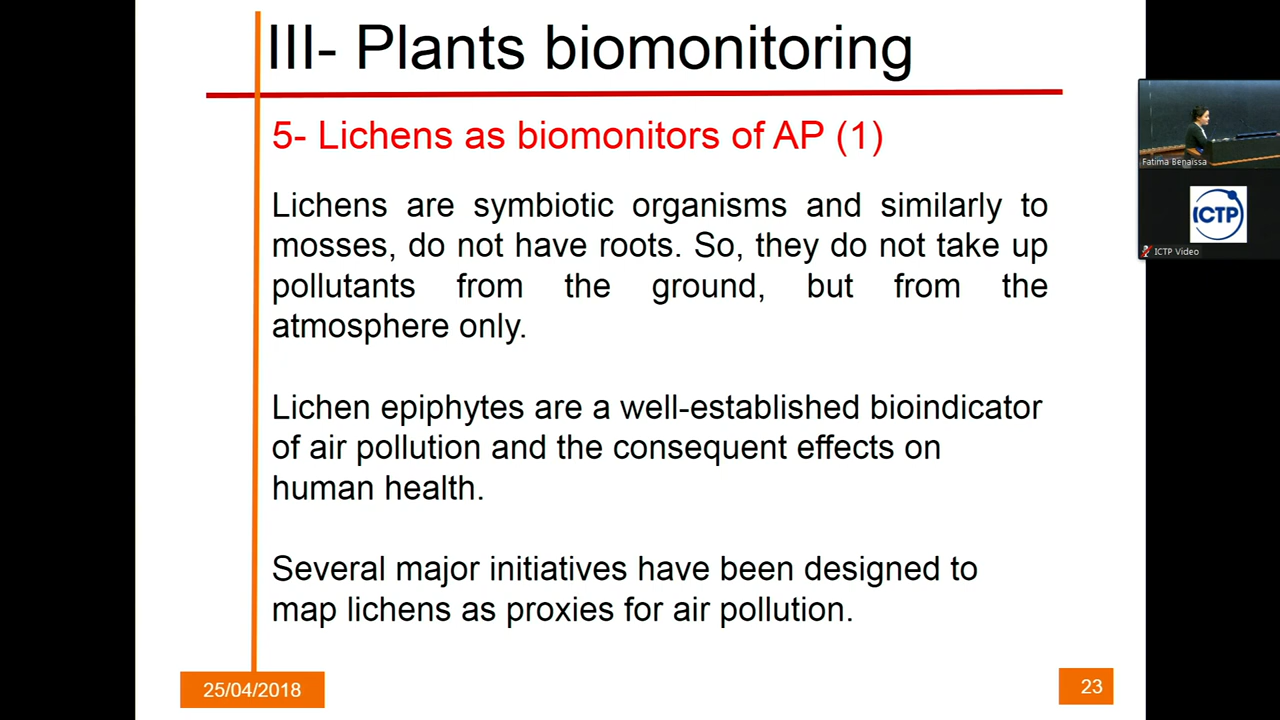 III- Plants biomonitoring
5- Lichens as biomonitors of AP (1)
Lichens are symbiotic organisms and similarly to
mosses, do not have roots. So, they do not take up
pollutants from the ground, but from the
atmosphere only.
Lichen epiphytes are a well-established bioindicator
of air pollution and the consequent effects on
human health.
Several major initiatives have been designed to
map lichens as proxies for air pollution.
25/04/2018
23
Fatima Benaissa
ICTP
ICTP Video